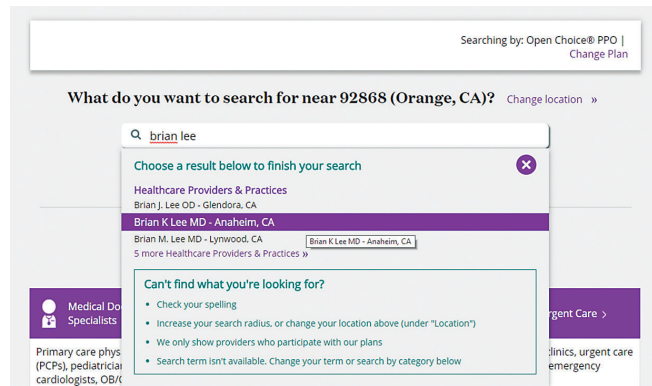 Searching by: Open Choice® PPO |
Change Plan
What do you want to search for near 92868 (Orange, CA)? Change location »
brian lee
Choose a result below to finish your search
Healthcare Providers & Practices
Brian J. Lee OD - Glendora, CA
Brian K Lee MD - Anaheim, CA
Brian M. Lee MD - Lynwood, CA
Brian K Lee MD - Anaheim, CA
5 more Healthcare Providers & Practices »
Can't find what you're looking for?
• Check your spelling
• Increase your search radius, or change your location above (under "Location")
• We only show providers who participate with our plans
• Search term isn't available. Change your term or search by category below
Medical Do
Specialists
rgent Care >
Primary care phys
(PCPs), pediatrician
cardiologists, OB/G
linics, urgent care
emergency